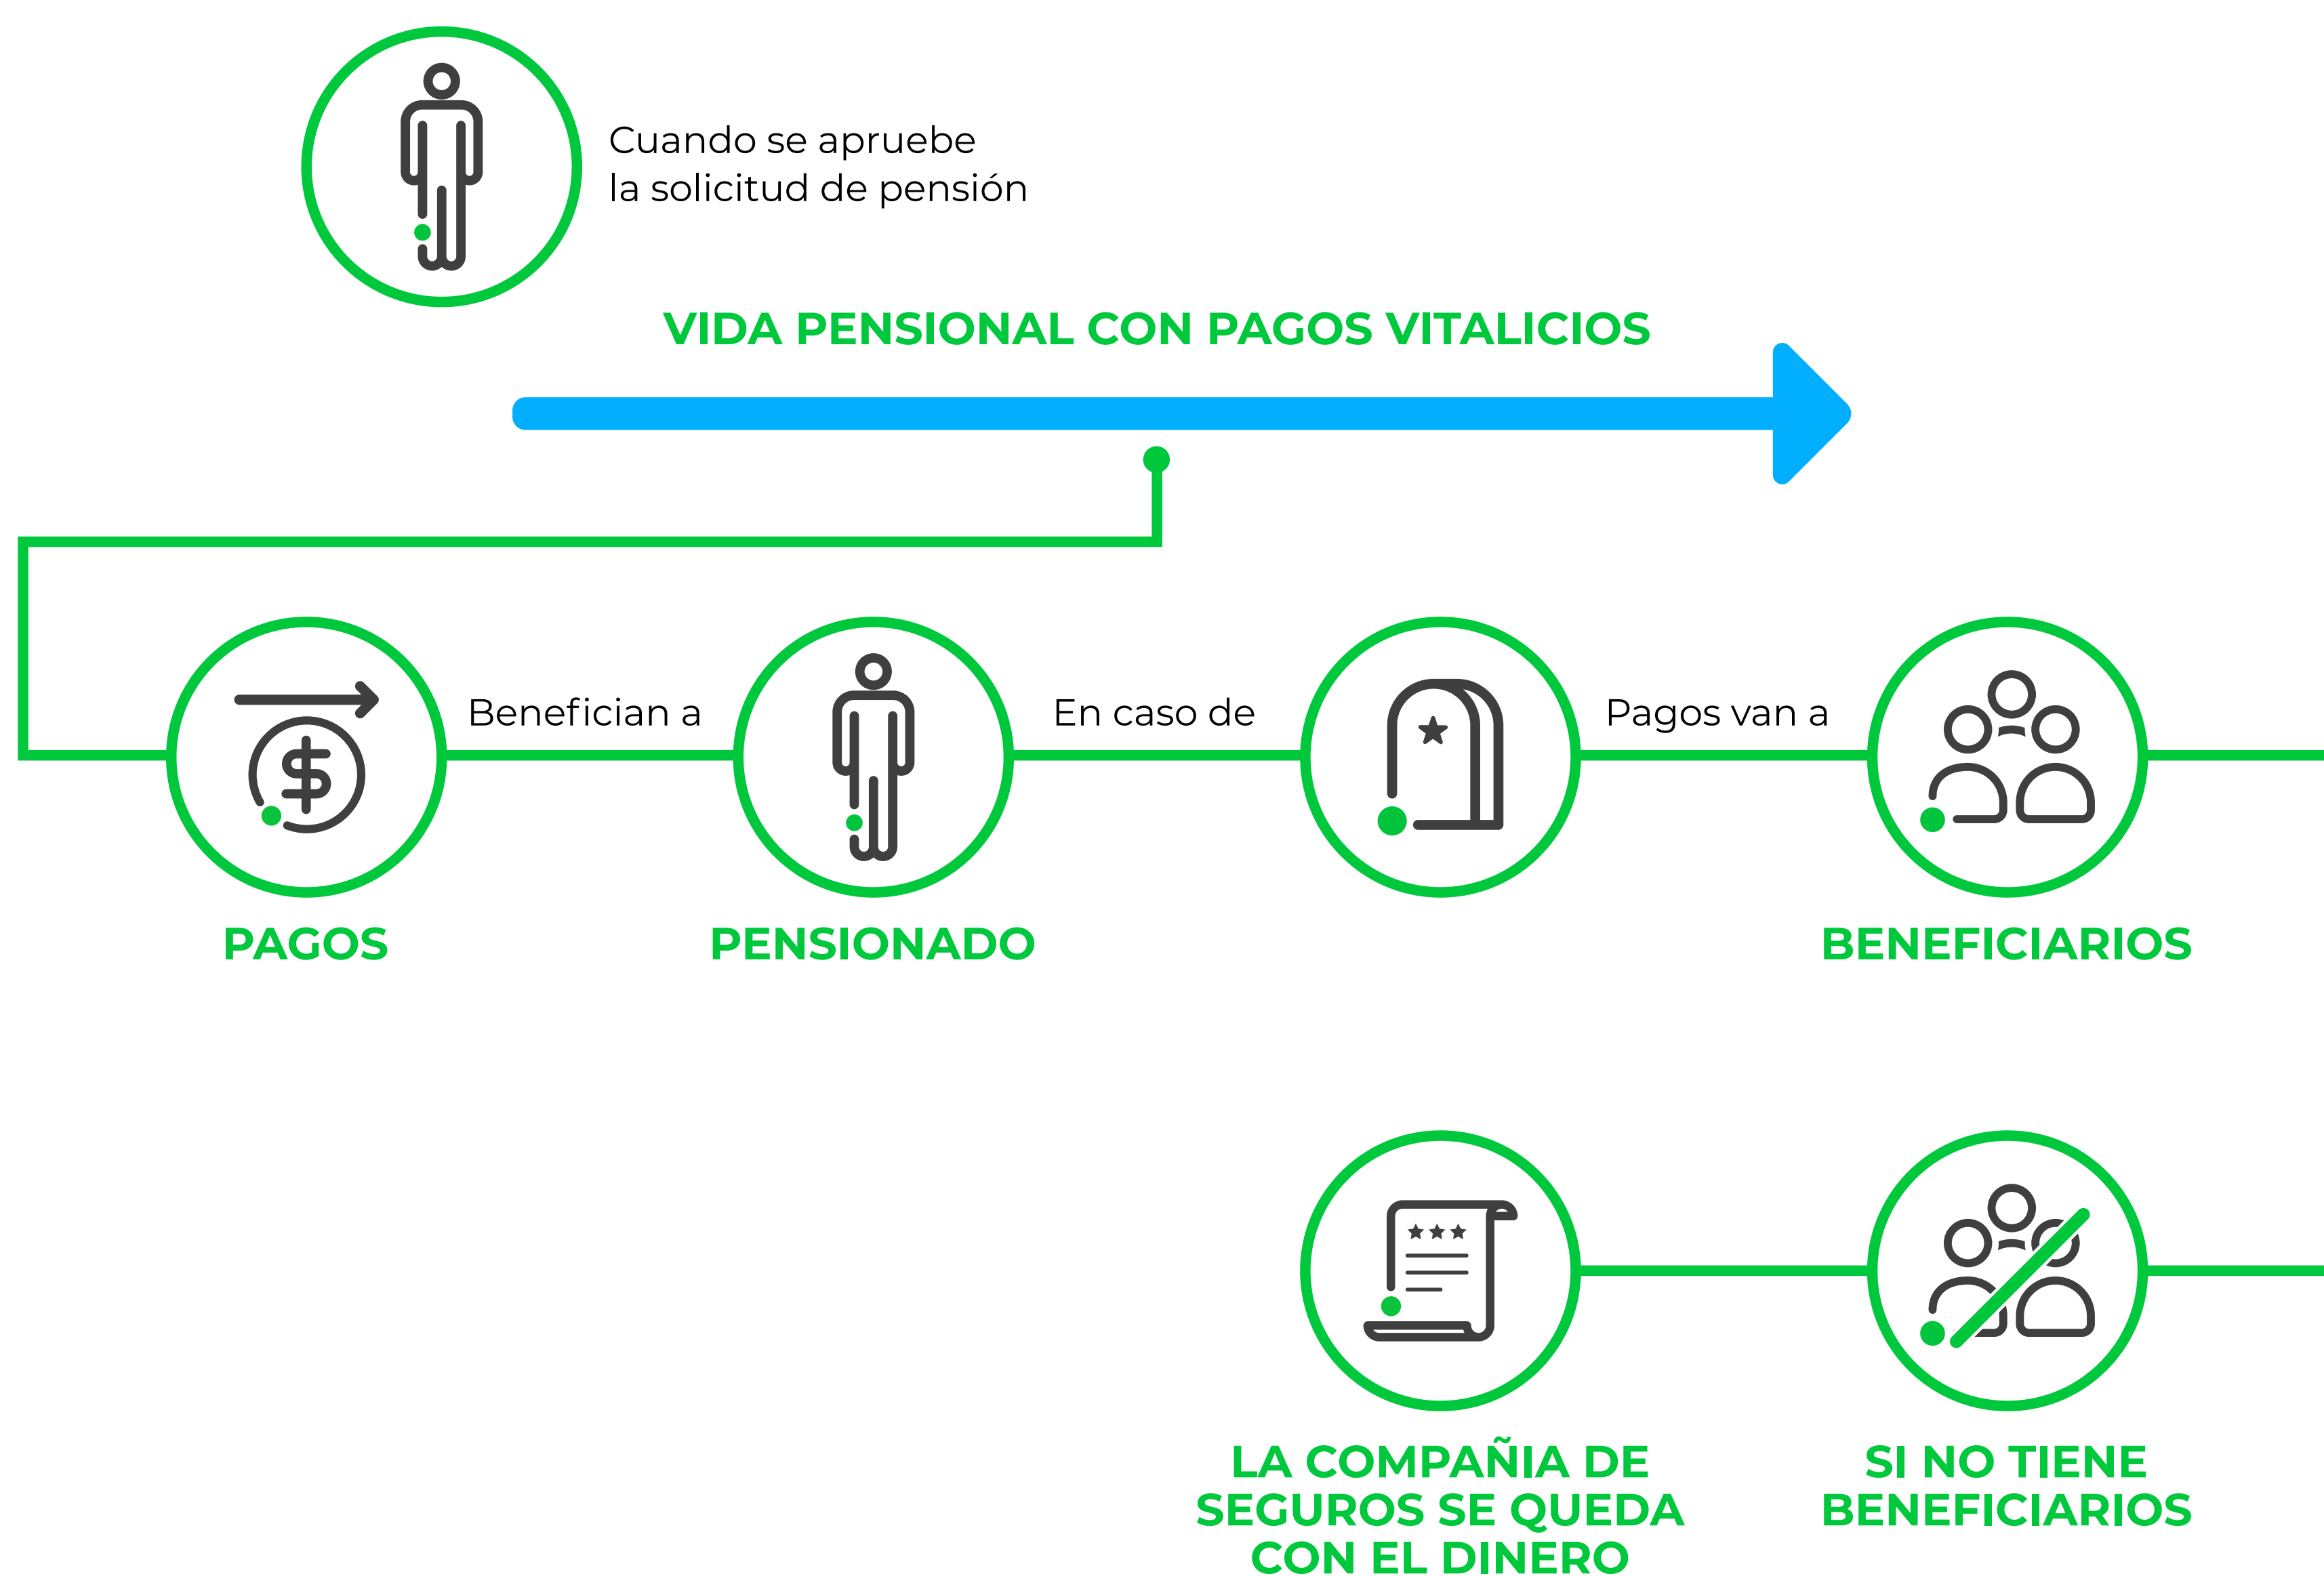 Cuando se apruebe
la solicitud de pensión
VIDA PENSIONAL CON PAGOS VITALICIOS
Benefician a
En caso de
Pagos van a
PAGOS
PENSIONADO
BENEFICIARIOS
LA COMPAÑIA DE
SEGUROS SE QUEDA
CON EL DINERO
SI NO TIENE
BENEFICIARIOS